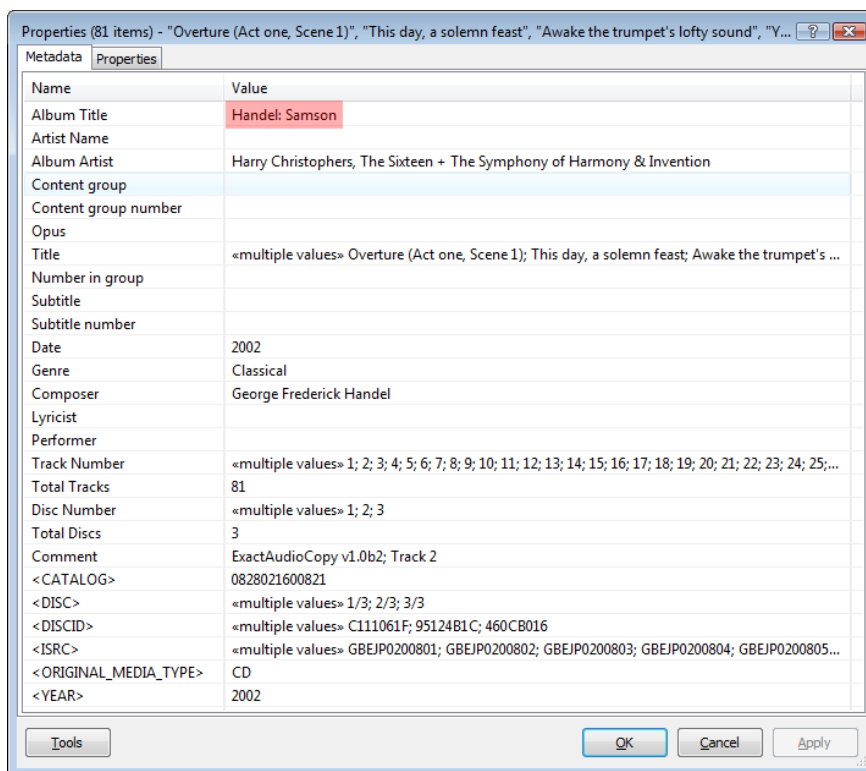 Properties (81 items) - "Overture (Act one, Scene 1)", "This day, a solemn feast", "Awake the trumpet's lofty sound", "Y...
Metadata Properties
Name Value
Album Title Handel: Samson
Artist Name
Album Artist Harry Christophers, The Sixteen + The Symphony of Harmony & Invention
Content group
Content group number
Opus
Title «multiple values» Overture (Act one, Scene 1); This day, a solemn feast; Awake the trumpet's ...
Number in group
Subtitle
Subtitle number
Date 2002
Genre Classical
Composer George Frederick Handel
Lyricist
Performer
Track Number «multiple values» 1; 2; 3; 4; 5; 6; 7; 8; 9; 10; 11; 12; 13; 14; 15; 16; 17; 18; 19; 20; 21; 22; 23; 24; 25;...
Total Tracks 81
Disc Number «multiple values» 1; 2; 3
Total Discs 3
Comment ExactAudioCopy v1.0b2; Track 2
<CATALOG> 0828021600821
<DISC> «multiple values» 1/3; 2/3; 3/3
<DISCID> «multiple values» C111061F; 95124B1C; 460CB016
<ISRC> «multiple values» GBEJP0200801; GBEJP0200802; GBEJP0200803; GBEJP0200804; GBEJP0200805...
<ORIGINAL_MEDIA_TYPE> CD
<YEAR> 2002
Tools OK Cancel Apply